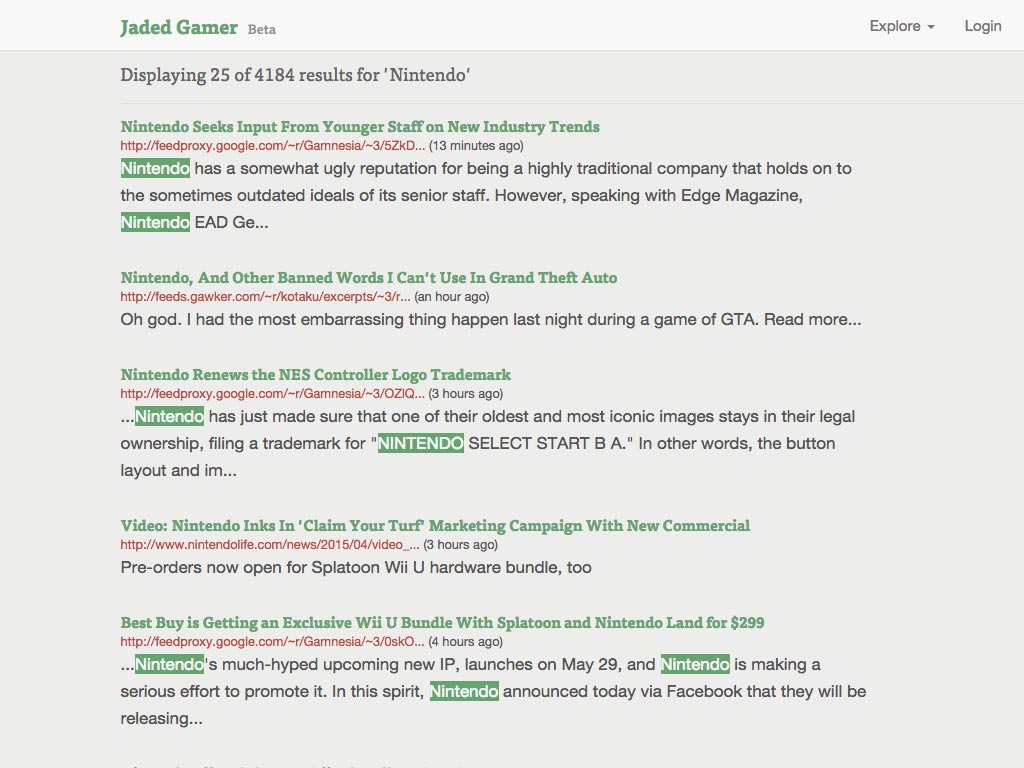 Jaded Gamer Beta
Explore
Login
Displaying 25 of 4184 results for 'Nintendo'
Nintendo Seeks Input From Younger Staff on New Industry Trends
http://feedproxy.google.com/~r/Gamnesia/~3/5ZkD... (13 minutes ago)
Nintendo has a somewhat ugly reputation for being a highly traditional company that holds on to
the sometimes outdated ideals of its senior staff. However, speaking with Edge Magazine,
Nintendo EAD Ge...
Nintendo, And Other Banned Words I Can't Use In Grand Theft Auto
http://feeds.gawker.com/~r/kotaku/excerpts/~3/r... (an hour ago)
Oh god. I had the most embarrassing thing happen last night during a game of GTA. Read more...
Nintendo Renews the NES Controller Logo Trademark
http://feedproxy.google.com/~r/Gamnesia/~3/OZlQ... (3 hours ago)
...Nintendo has just made sure that one of their oldest and most iconic images stays in their legal
ownership, filing a trademark for "NINTENDO SELECT START B A." In other words, the button
layout and im...
Video: Nintendo Inks In 'Claim Your Turf' Marketing Campaign With New Commercial
http://www.nintendolife.com/news/2015/04/video_... (3 hours ago)
Pre-orders now open for Splatoon Wii U hardware bundle, too
Best Buy is Getting an Exclusive Wii U Bundle With Splatoon and Nintendo Land for $299
http://feedproxy.google.com/~r/Gamnesia/~3/0skO... (4 hours ago)
...Nintendo's much-hyped upcoming new IP, launches on May 29, and Nintendo is making a
serious effort to promote it. In this spirit, Nintendo announced today via Facebook that they will be
releasing...